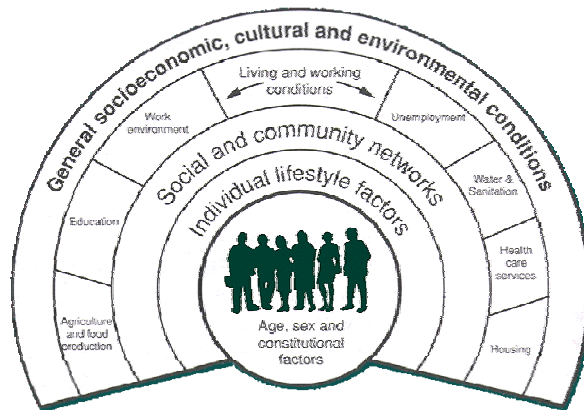 General socioeconomic, cultural and environmental conditions
Living and working
conditions
Work
environment
Unemployment
Social and community networks
Education
Water &
Sanitation
Individual lifestyle factors
Agriculture
and food
production
Health
care
services
Housing
Age, sex and
constitutional
factors